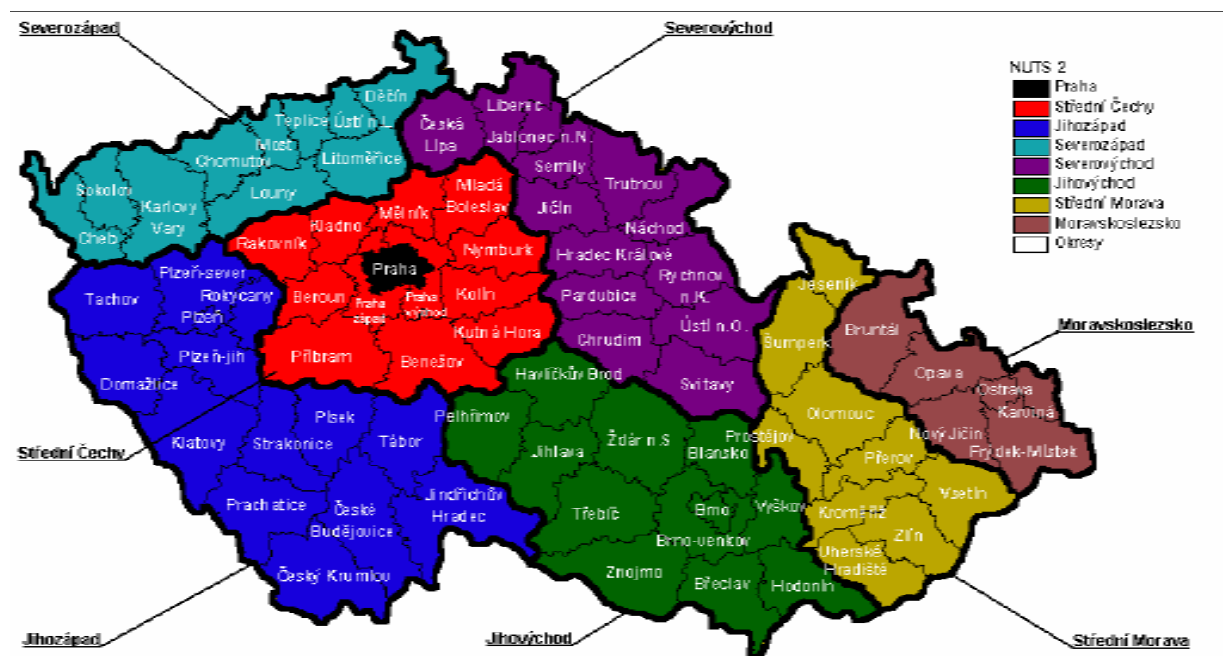 Severozápad
Severovýchod
NUTS 2
Praha
Střední Čechy
Jihozápad
Severozápad
Severovýchod
Jihovýchod
Střední Morava
Moravskoslezsko
Okresy
Děčín
Teplice
Ústí n.L.
Most
Chomutov
Litoměřice
Louny
Sokolov
Karlovy
Vary
Cheb
Česká
Lípa
Liberec
Jablonec n.N.
Semily
Trutnov
Jičín
Náchod
Hradec Králové
Rychnov
n.K.
Pardubice
Ústí n.O.
Chrudim
Svitavy
Mladá
Boleslav
Mělník
Kladno
Rakovník
Nymburk
Praha
Beroun
Praha
západ
Praha
východ
Kolín
Kutná Hora
Příbram
Benešov
Plzeň-sever
Tachov
Rokycany
Plzeň
Plzeň-jih
Domažlice
Klatovy
Písek
Strakonice
Tábor
Prachatice
České
Budějovice
Jindřichův
Hradec
Český Krumlov
Havlíčkův Brod
Pelhřimov
Jihlava
Žďár n.S
Blansko
Třebíč
Brno
Vyškov
Brno-venkov
Znojmo
Břeclav
Hodonín
Jeseník
Šumperk
Olomouc
Prostějov
Přerov
Kroměříž
Vsetín
Zlín
Uherské
Hradiště
Bruntál
Opava
Ostrava
Karviná
Nový Jičín
Frýdek-Místek
Moravskoslezsko
Střední Čechy
Jihozápad
Jihovýchod
Střední Morava